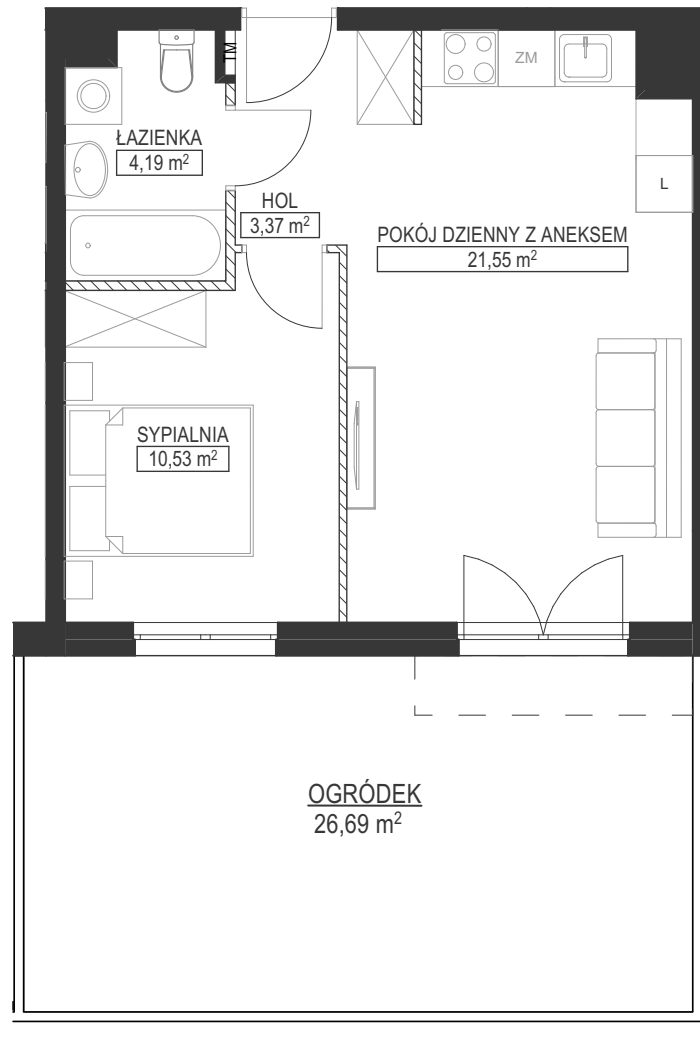 TM
ZM
ŁAZIENKA
4,19 m²
L
HOL
3,37 m²
POKÓJ DZIENNY Z ANEKSEM
21,55 m²
SYPIALNIA
10,53 m²
OGRÓDEK
26,69 m²